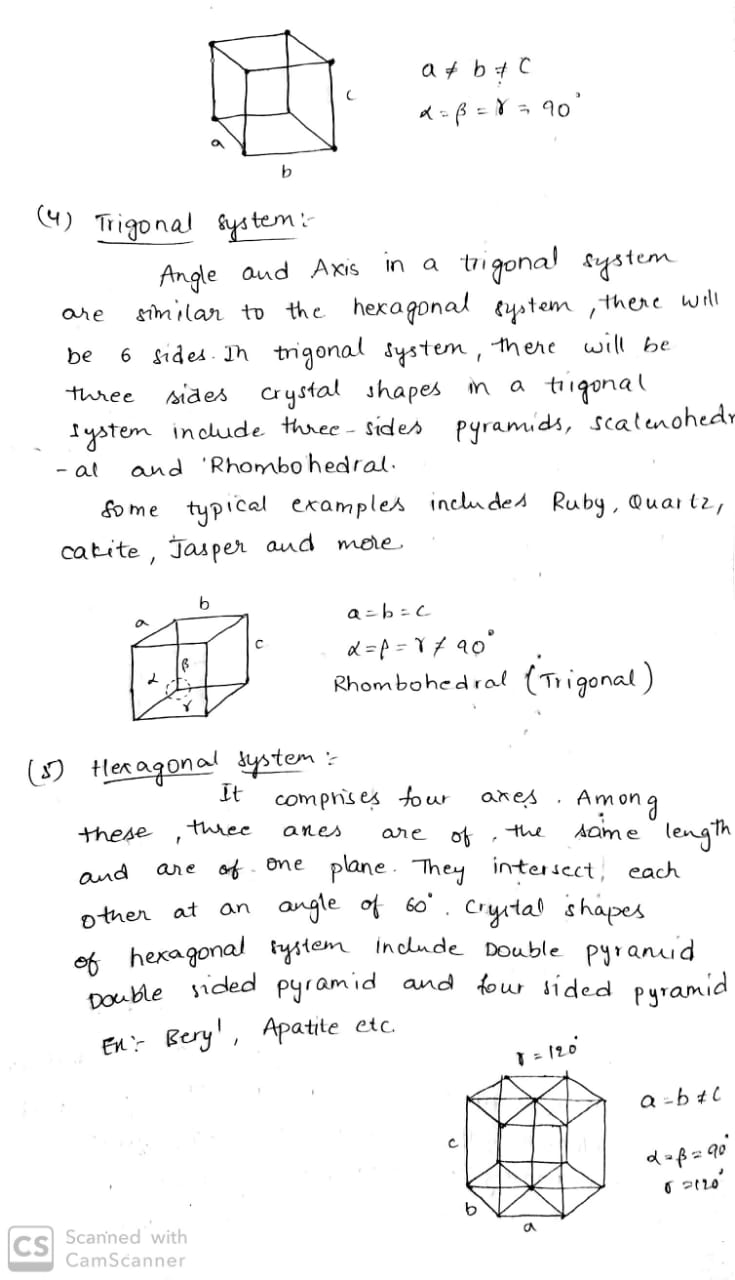 a ≠ b ≠ C
α = β = γ = 90°
c
a
b
(4) Trigonal system :-
Angle and Axis in a trigonal system
are similar to the hexagonal system , there will
be 6 sides. In trigonal system, there will be
three sides crystal shapes in a trigonal
system include three - sides pyramids, scalenohedr
- al and 'Rhombohedral.
Some typical examples includes Ruby, Quartz,
calcite, Jasper and more.
b
a
c
β
α
γ
a = b = c
α = β = γ ≠ 90°
Rhombohedral (Trigonal)
(5) Hexagonal system :-
It comprises four axes . Among
these , three axes are of , the same length
and are of one plane. They intersect, each
other at an angle of 60°. Crystal shapes
of hexagonal system include Double pyramid
Double sided pyramid and four sided pyramid
Ex:- Beryl, Apatite etc.
γ = 120°
a = b ≠ c
c
α = β = 90°
γ = 120°
b
a
CS Scanned with
CamScanner